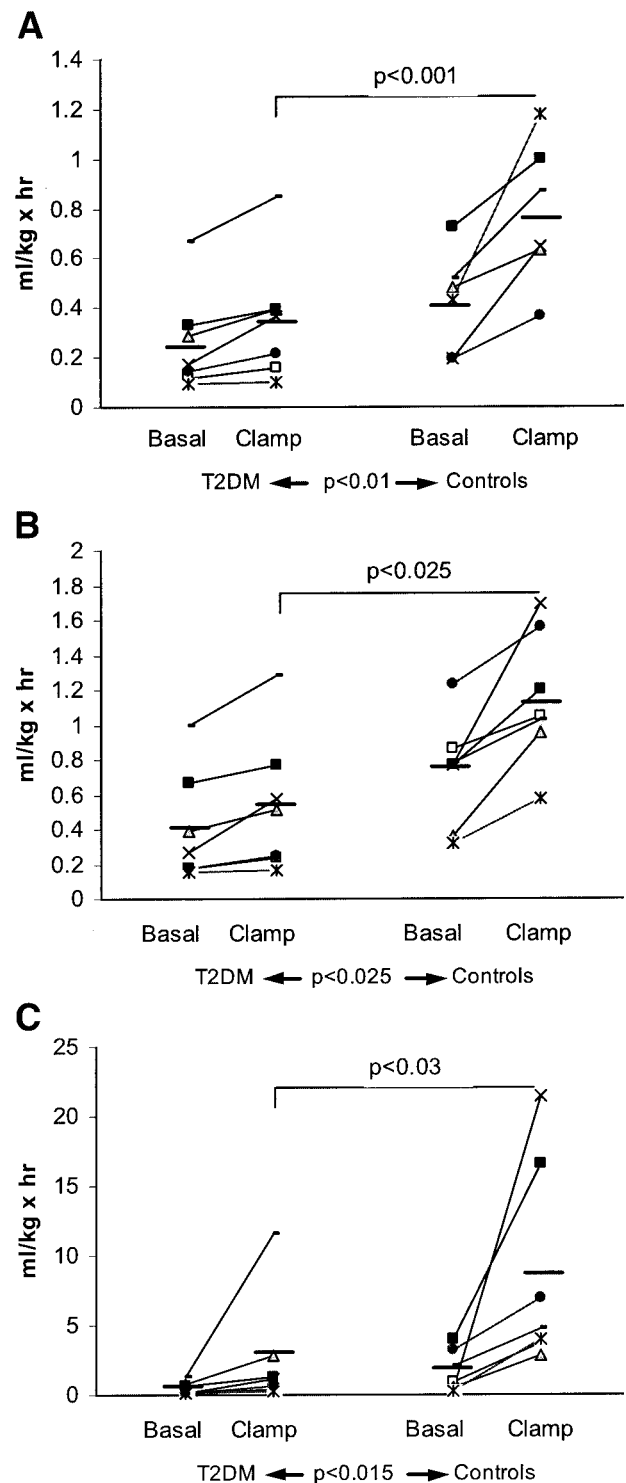 A
ml/kg x hr
1.4
1.2
1
0.8
0.6
0.4
0.2
0
p<0.001
Basal Clamp Basal Clamp
T2DM p<0.01 Controls
B
ml/kg x hr
2
1.8
1.6
1.4
1.2
1
0.8
0.6
0.4
0.2
0
p<0.025
Basal Clamp Basal Clamp
T2DM p<0.025 Controls
C
ml/kg x hr
25
20
15
10
5
0
p<0.03
Basal Clamp Basal Clamp
T2DM p<0.015 Controls